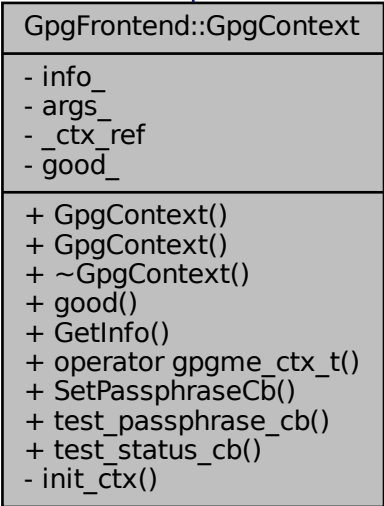 GpgFrontend::GpgContext
- info_
- args_
- _ctx_ref
- good_
+ GpgContext()
+ GpgContext()
+ ~GpgContext()
+ good()
+ GetInfo()
+ operator gpgme_ctx_t()
+ SetPassphraseCb()
+ test_passphrase_cb()
+ test_status_cb()
- init_ctx()